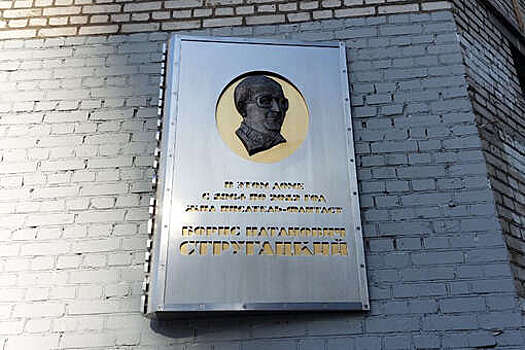 В ЭТОМ ДОМЕ
С 1964 ПО 2012 ГОД
ЖИЛ ПИСАТЕЛЬ-ФАНТАСТ
БОРИС НАТАНОВИЧ
СТРУГАЦКИЙ